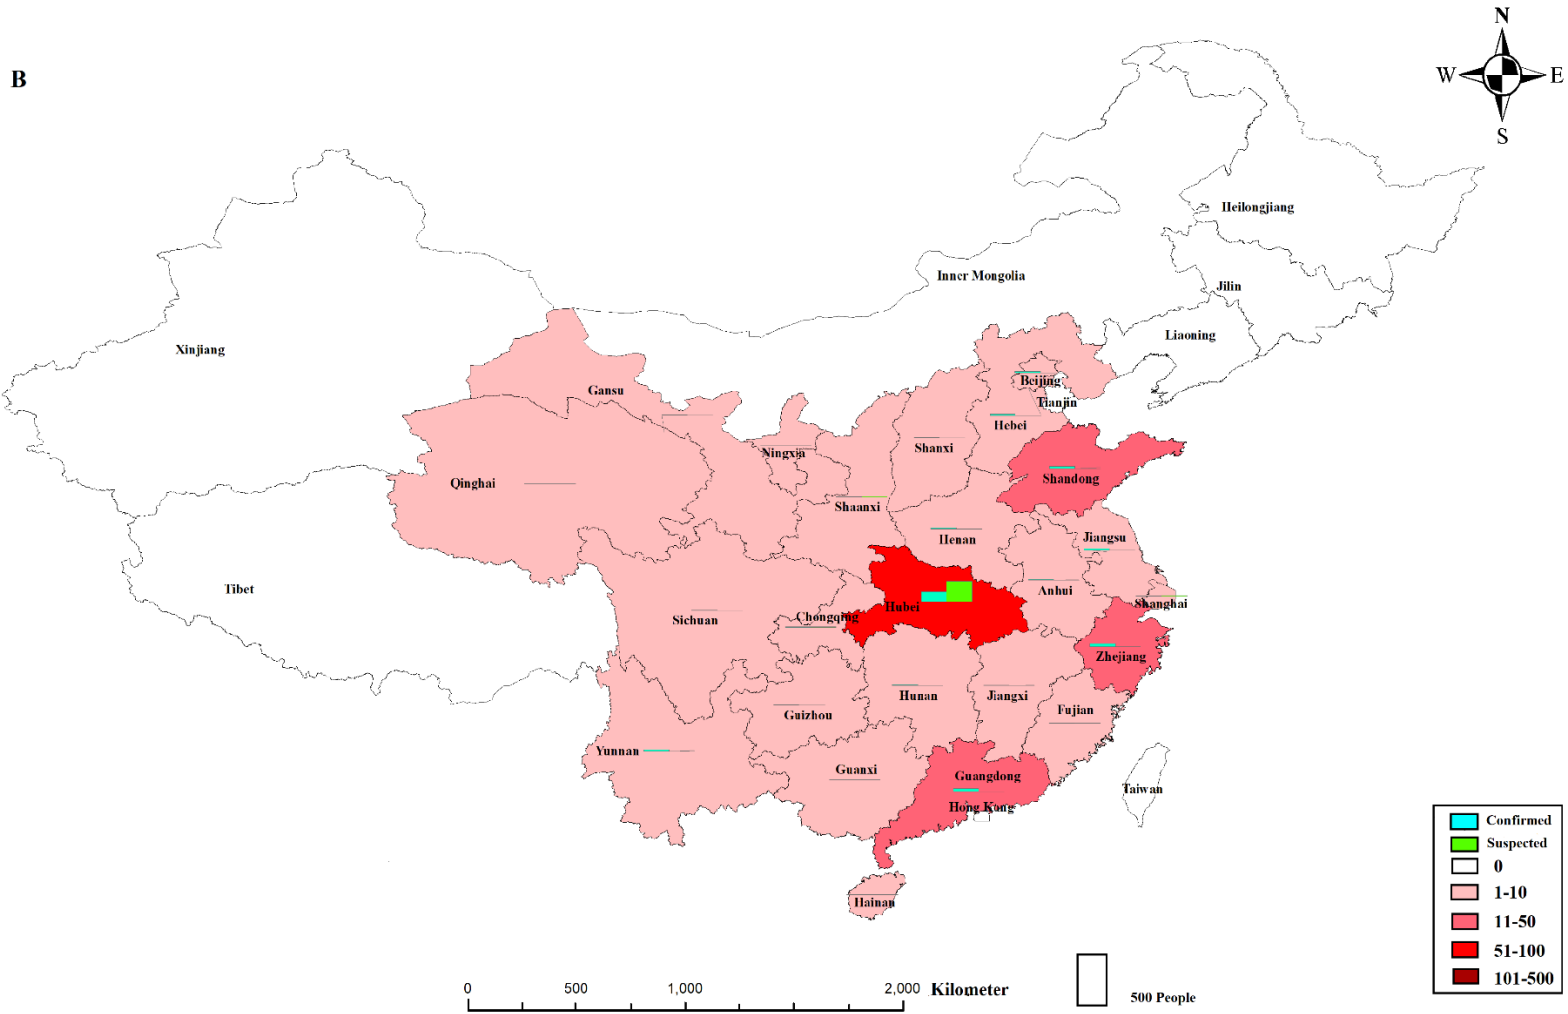 N
B
W E
S
Heilongjiang
Inner Mongolia
Jilin
Liaoning
Xinjiang
Beijing
Gansu
Tianjin
Hebei
Shanxi
Ningxia
Shandong
Qinghai
Shaanxi
Henan
Jiangsu
Tibet
Anhui
Shanghai
Hubei
Chongqing
Sichuan
Zhejiang
Hunan
Jiangxi
Fujian
Guizhou
Yunnan
Guanxi
Guangdong
Taiwan
Hong Kung
Hainan
Confirmed
Suspected
0
1-10
11-50
51-100
101-500
0 500 1,000 2,000 Kilometer
500 People